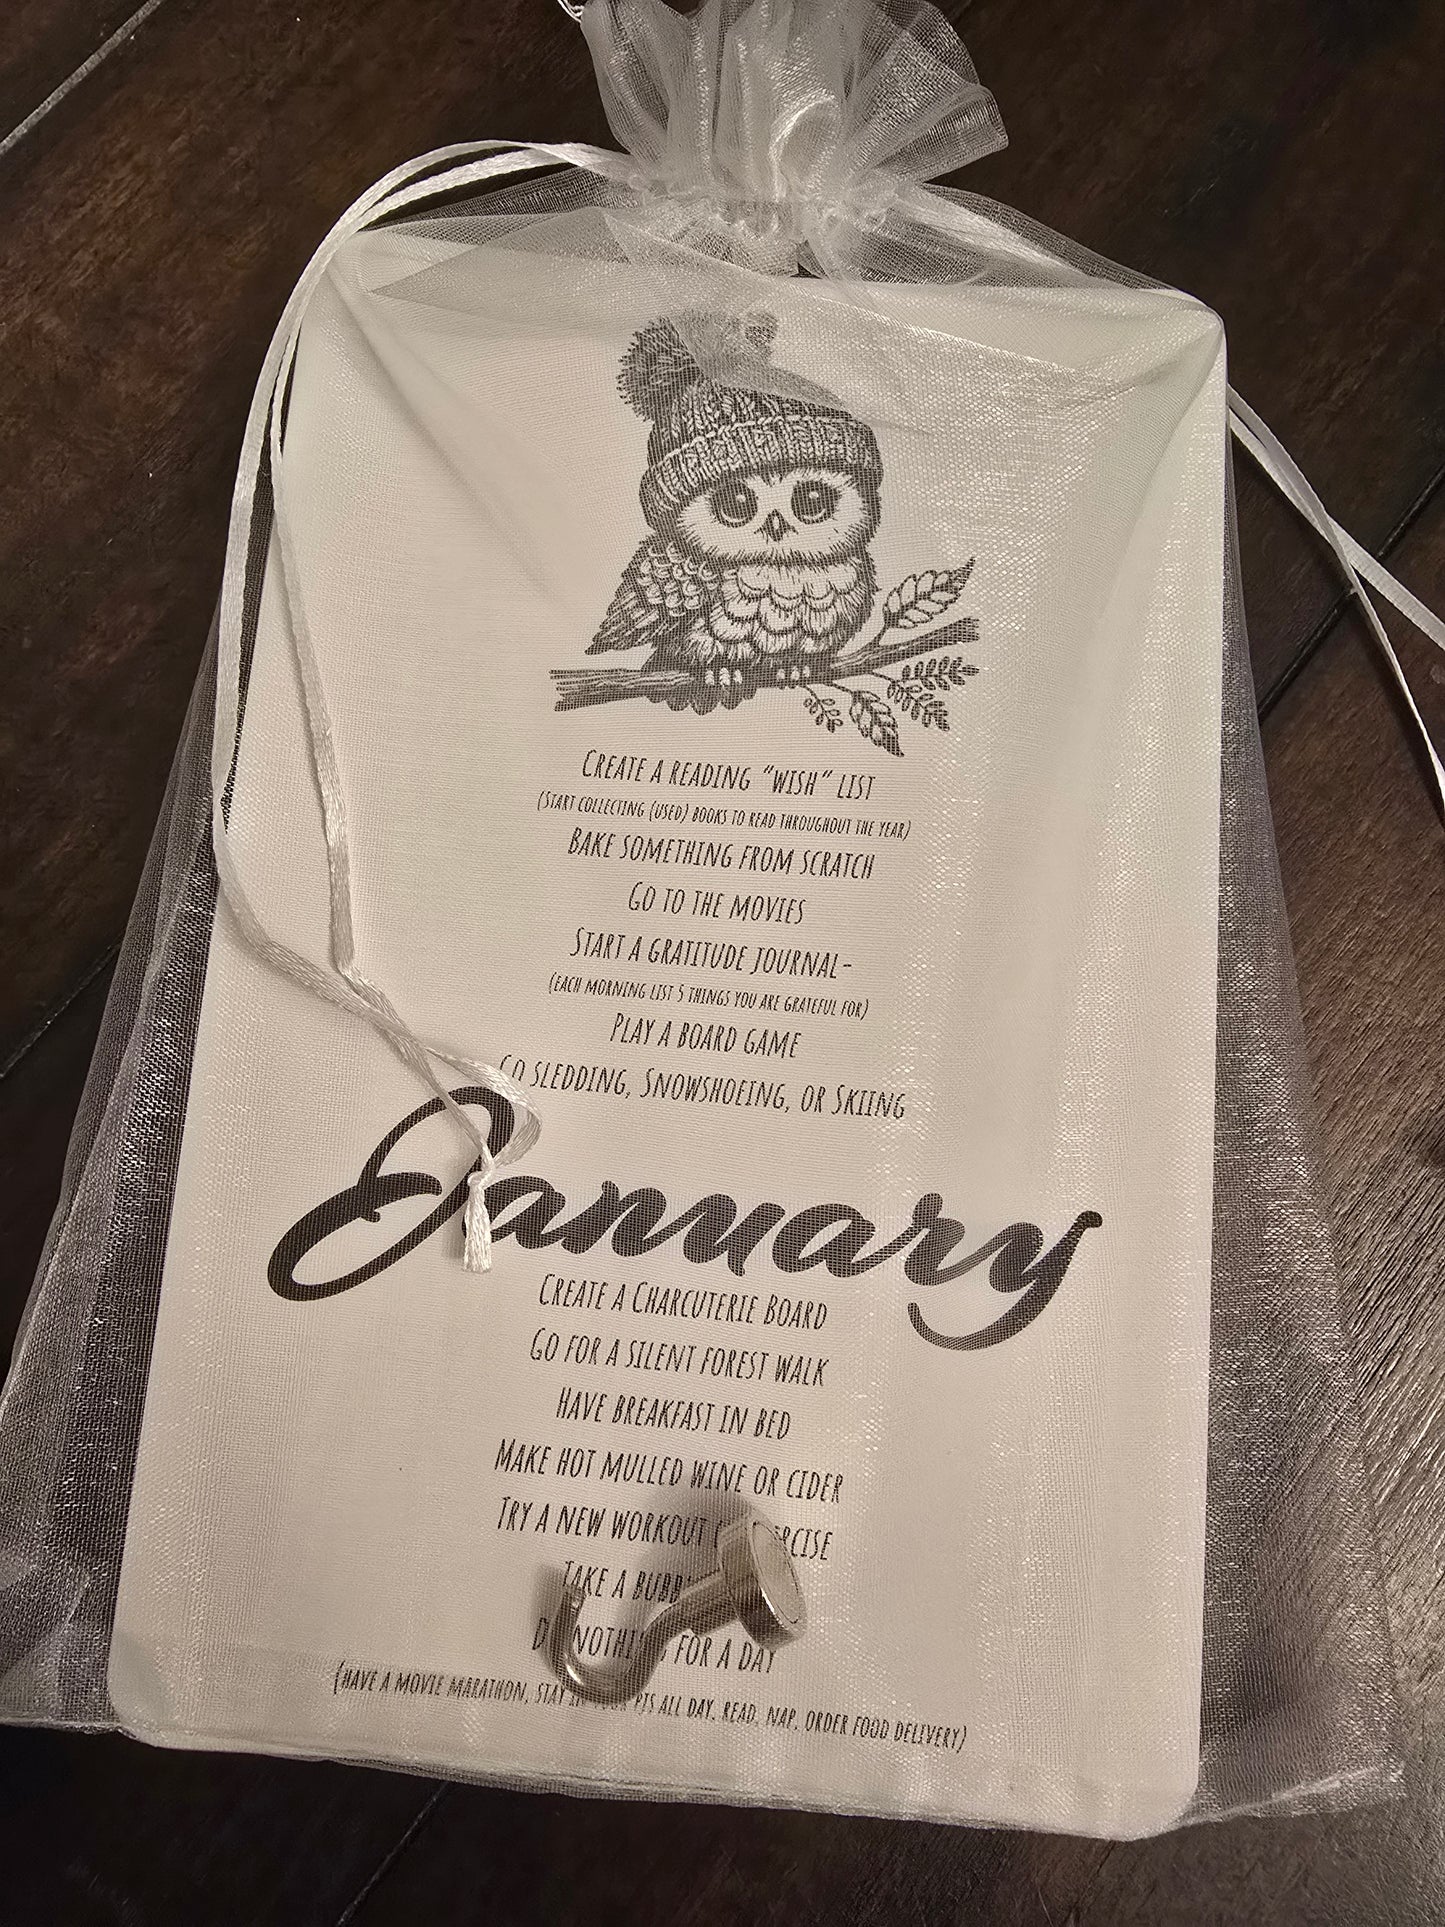 Create a reading "wish" list
(Start collecting (used) books to read throughout the year)
Bake something from scratch
Go to the movies
Start a gratitude journal-
(each morning list 5 things you are grateful for)
Play a board game
Go sledding, Snowshoeing, or Skiing
January
Create a Charcuterie Board
Go for a silent forest walk
Have breakfast in bed
Make hot mulled wine or cider
Try a new workout
Take a
for a day
(Have a movie marathon, stay all day, read, nap, order food delivery)